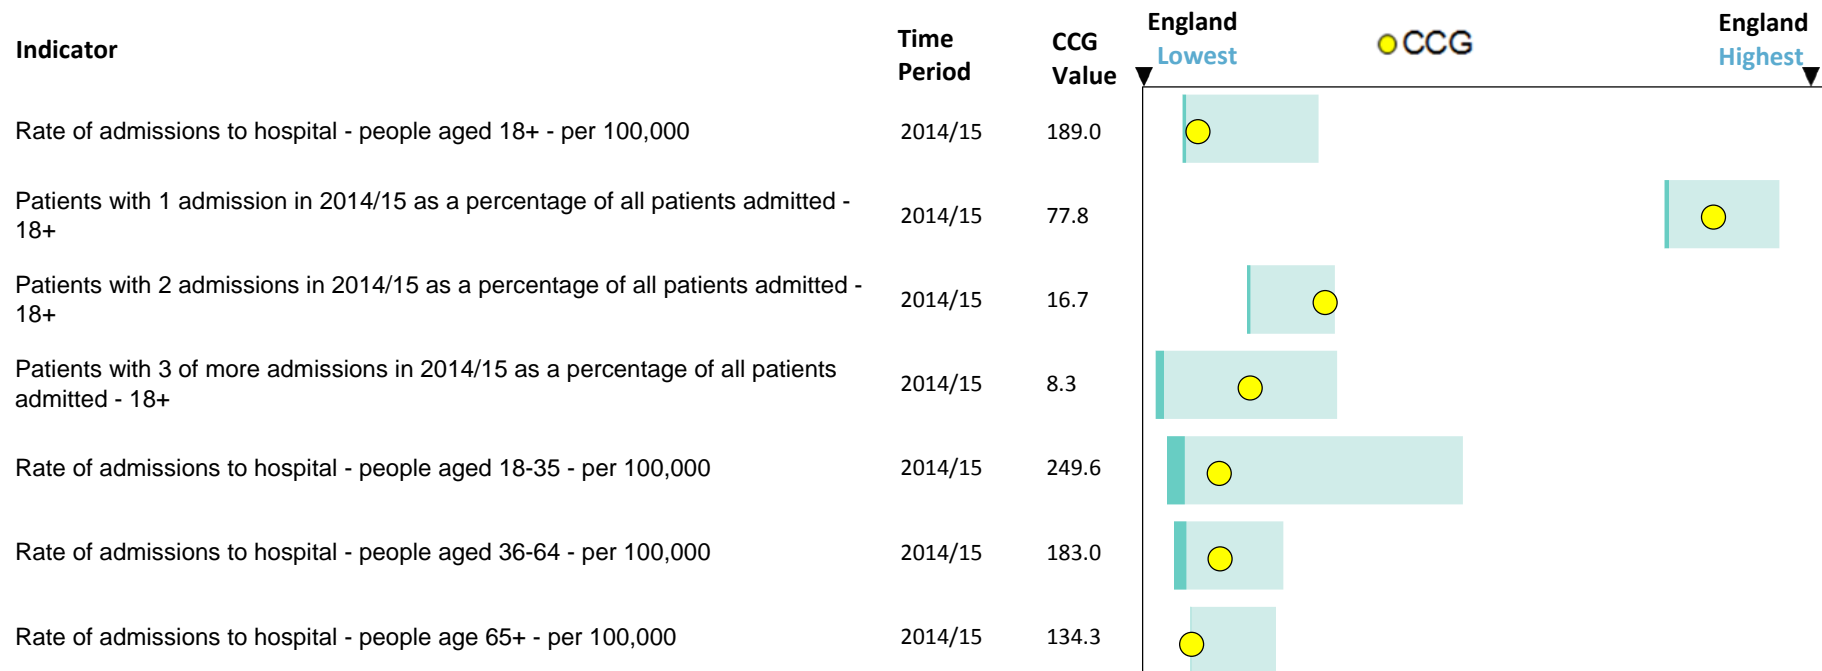 Indicator
Time
Period
CCG
Value
England
Lowest
CCG
England
Highest
Rate of admissions to hospital - people aged 18+ - per 100,000 2014/15 189.0
Patients with 1 admission in 2014/15 as a percentage of all patients admitted -
18+
2014/15 77.8
Patients with 2 admissions in 2014/15 as a percentage of all patients admitted -
18+
2014/15 16.7
Patients with 3 of more admissions in 2014/15 as a percentage of all patients
admitted - 18+
2014/15 8.3
Rate of admissions to hospital - people aged 18-35 - per 100,000 2014/15 249.6
Rate of admissions to hospital - people aged 36-64 - per 100,000 2014/15 183.0
Rate of admissions to hospital - people age 65+ - per 100,000 2014/15 134.3